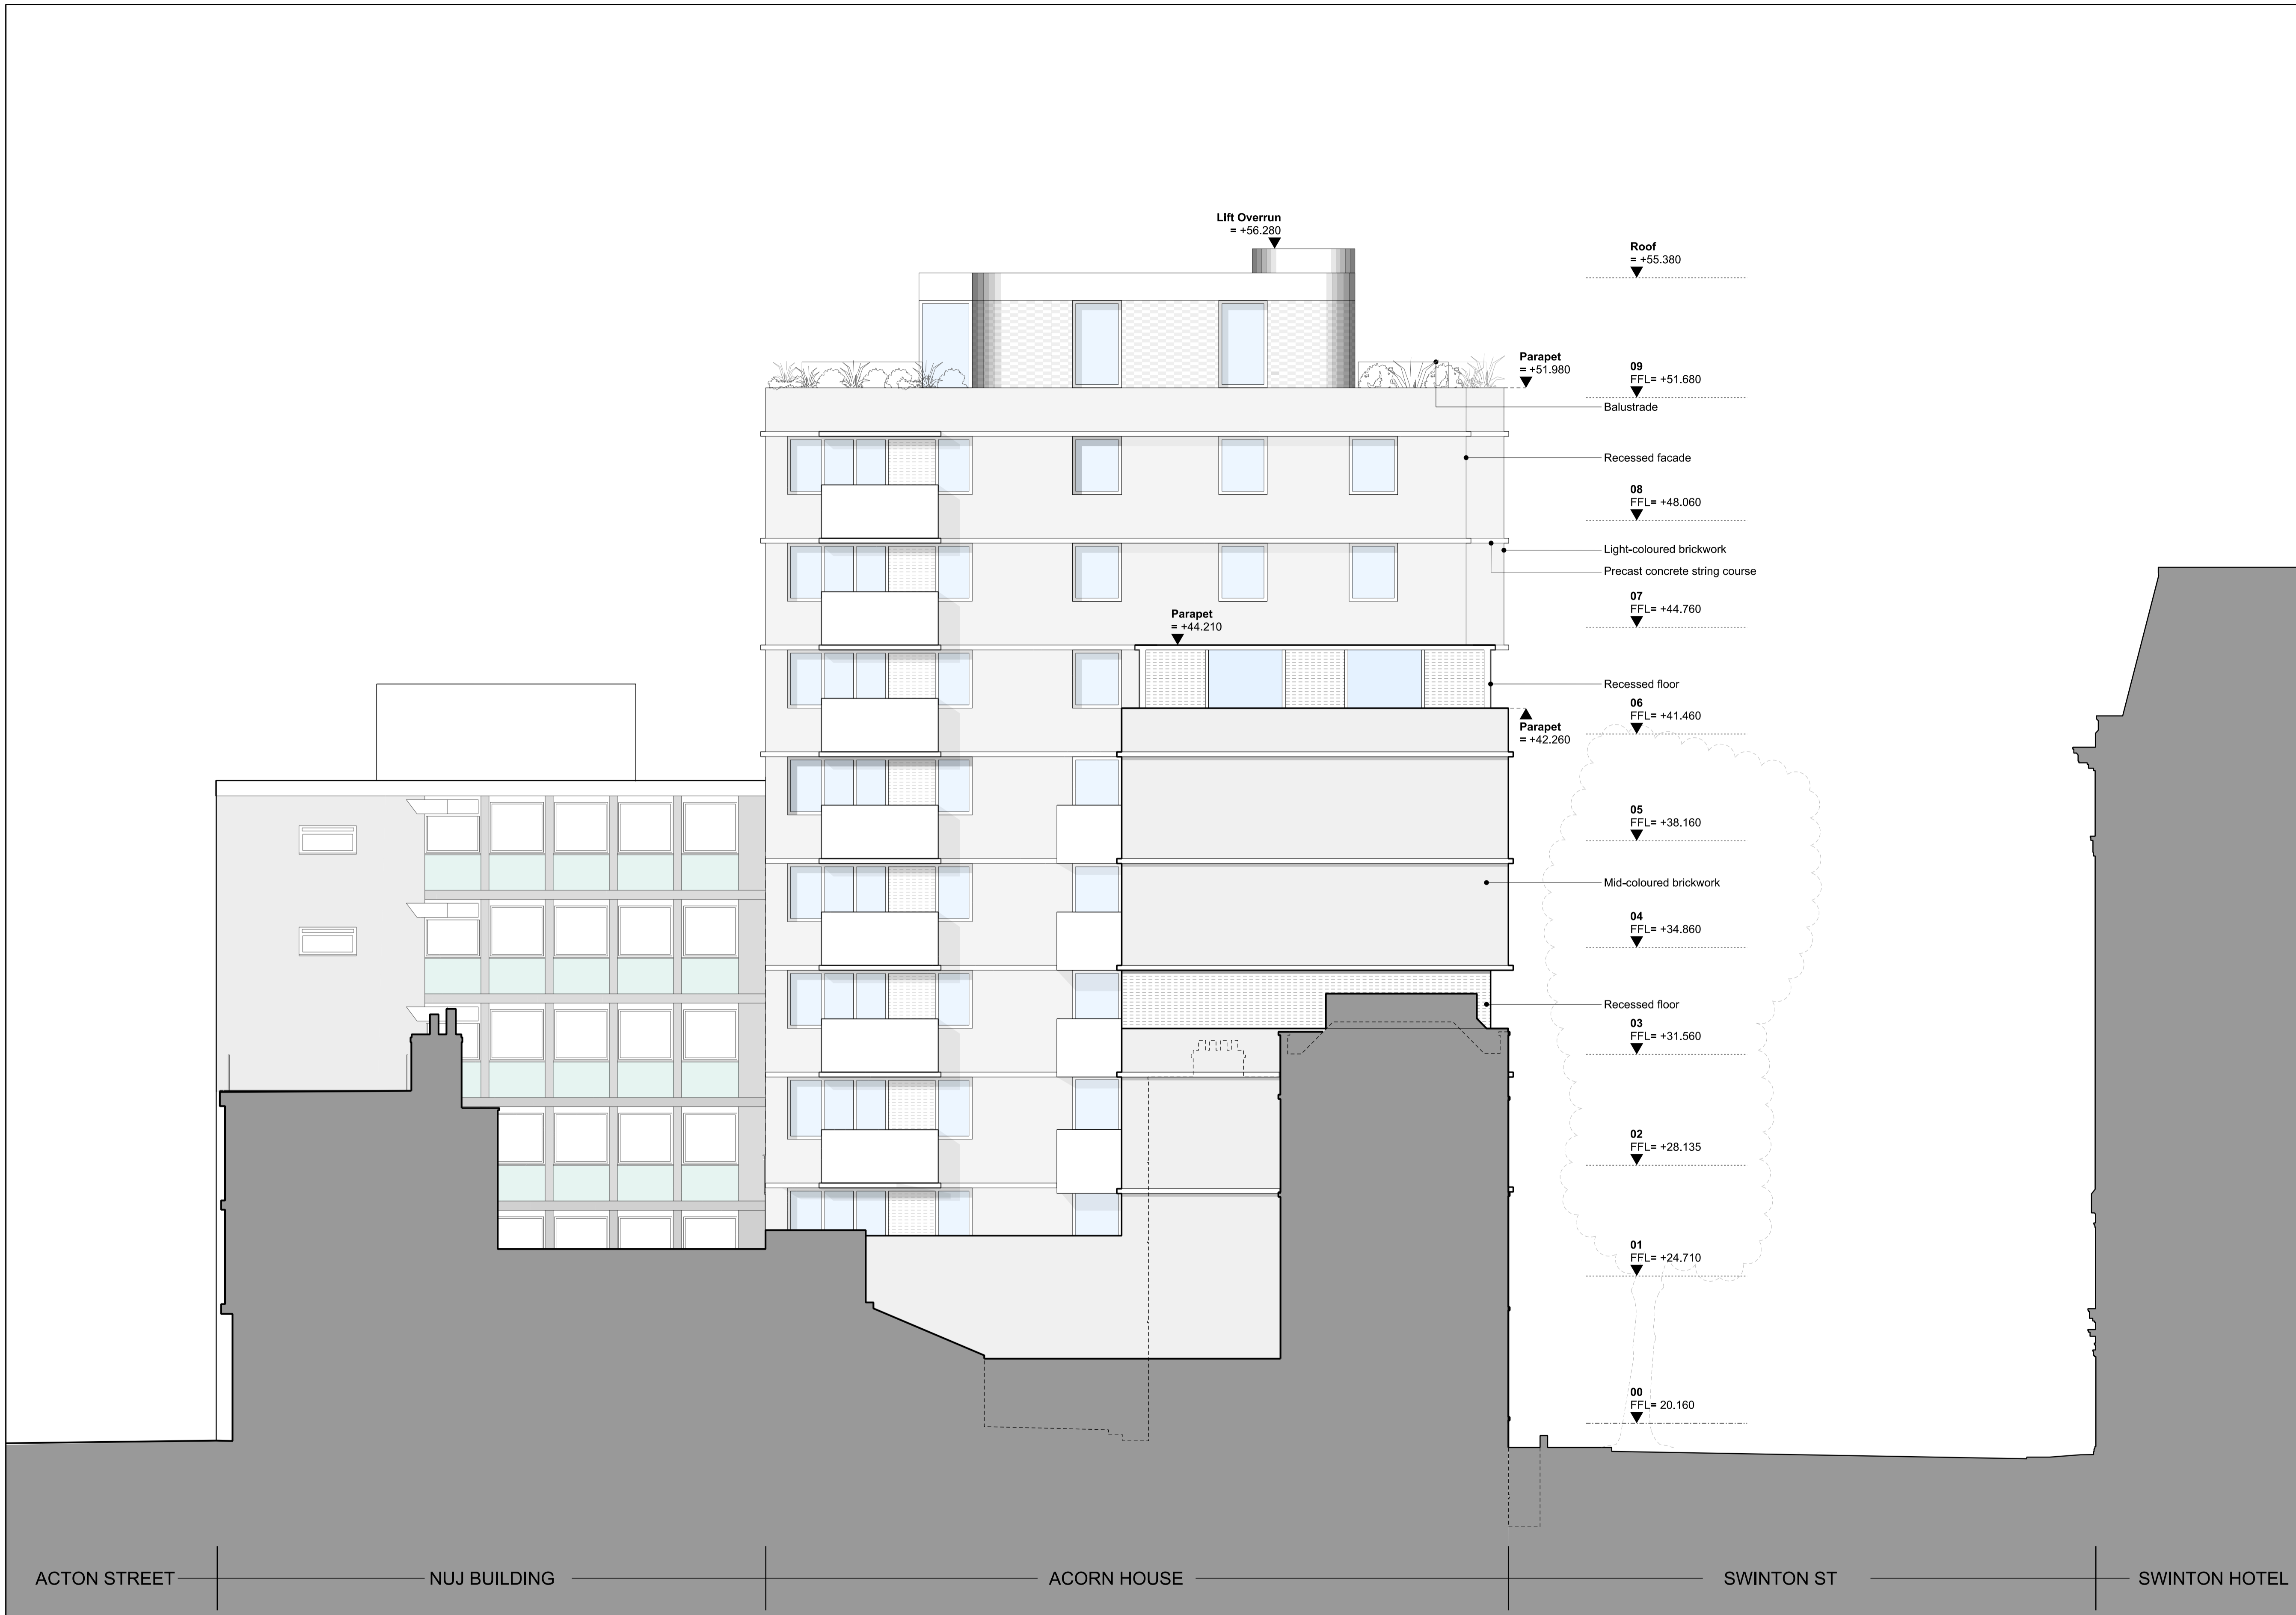 Lift Overrun
= +56.280
Roof
= +55.380
Parapet
= +51.980
09
FFL= +51.680
Balustrade
Recessed facade
08
FFL= +48.060
Light-coloured brickwork
Precast concrete string course
07
FFL= +44.760
Parapet
= +44.210
Recessed floor
06
FFL= +41.460
Parapet
= +42.260
05
FFL= +38.160
Mid-coloured brickwork
04
FFL= +34.860
Recessed floor
03
FFL= +31.560
02
FFL= +28.135
01
FFL= +24.710
00
FFL= 20.160
ACTON STREET
NUJ BUILDING
ACORN HOUSE
SWINTON ST
SWINTON HOTEL